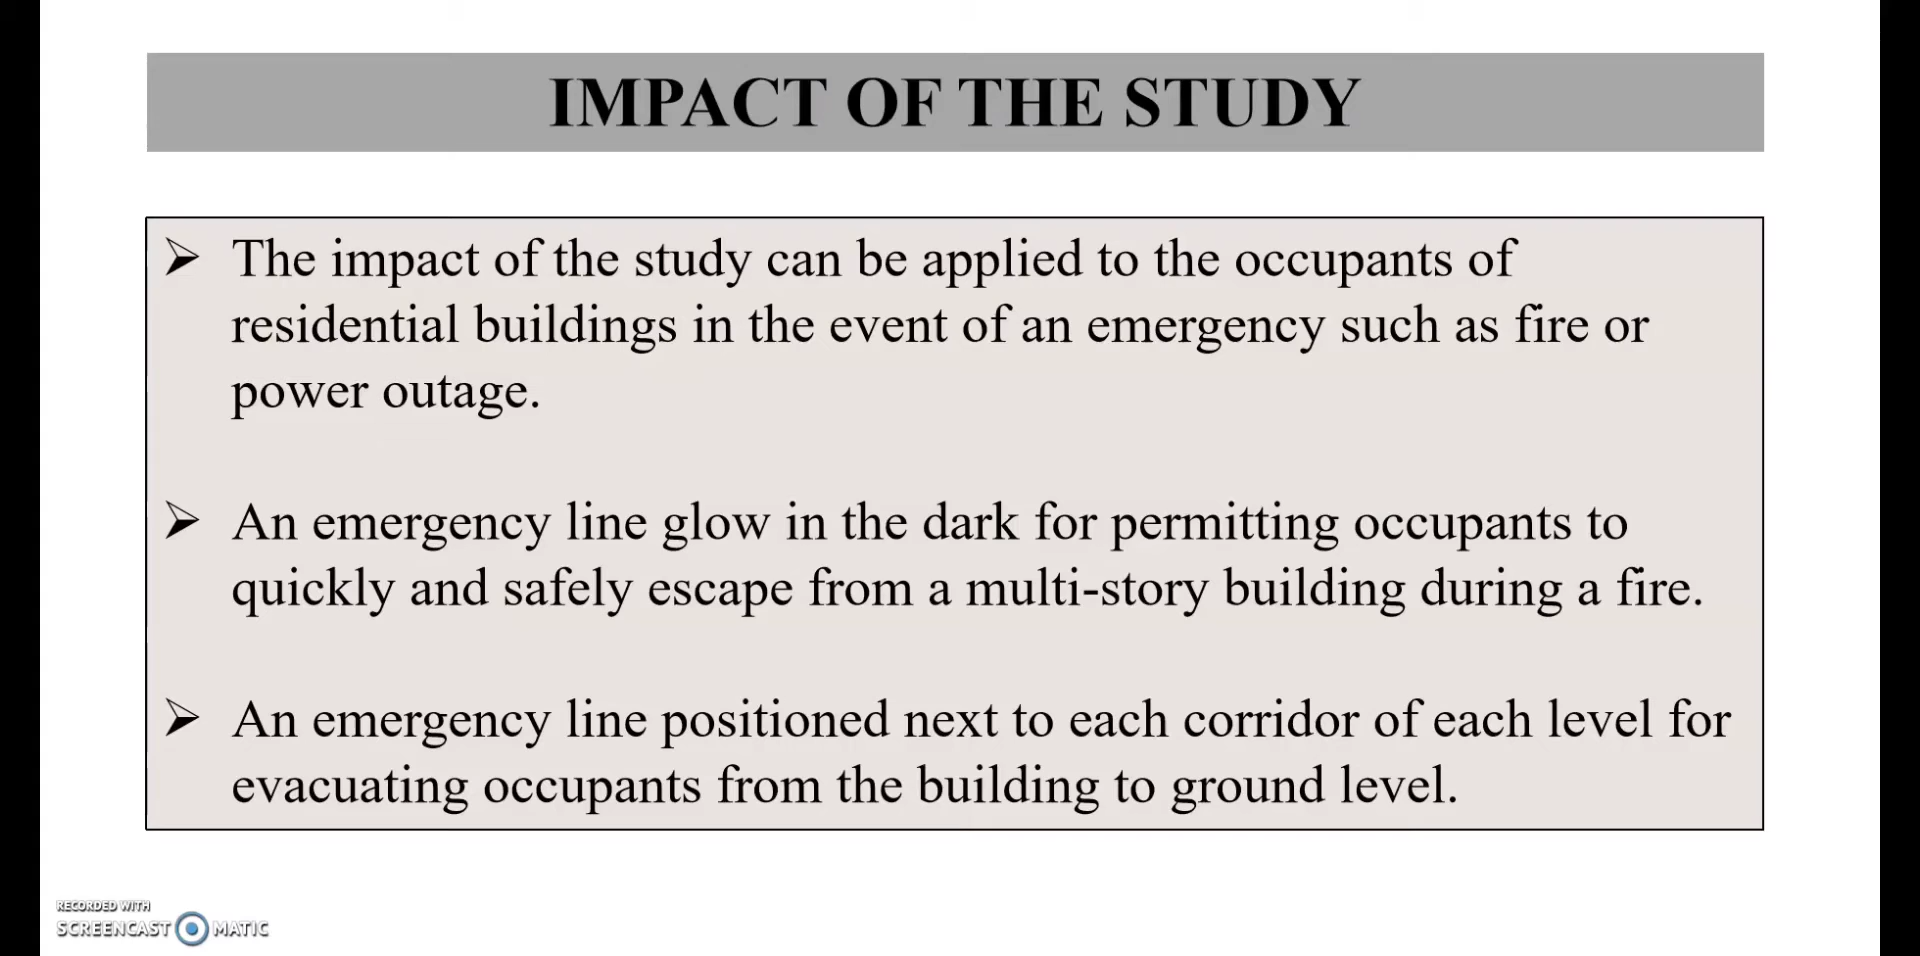 IMPACT OF THE STUDY
➢ The impact of the study can be applied to the occupants of
residential buildings in the event of an emergency such as fire or
power outage.
➢ An emergency line glow in the dark for permitting occupants to
quickly and safely escape from a multi-story building during a fire.
➢ An emergency line positioned next to each corridor of each level for
evacuating occupants from the building to ground level.
RECORDED WITH
SCREENCAST MATIC